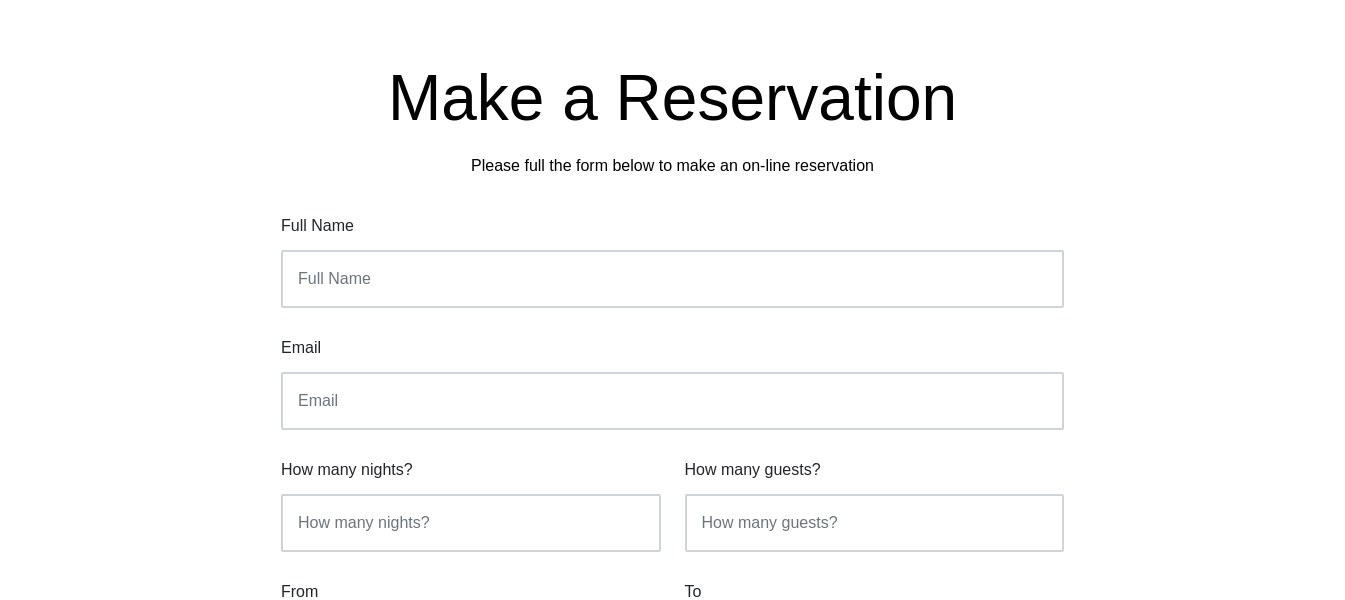 Make a Reservation
Please full the form below to make an on-line reservation
Full Name
Full Name
Email
Email
How many nights? How many guests?
How many nights? How many guests?
From To